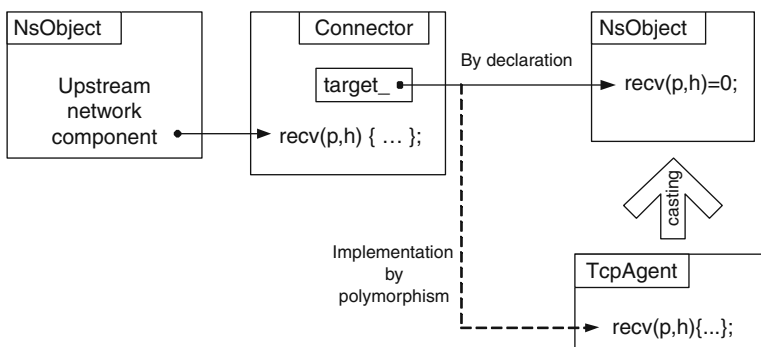 NsObject
Upstream
network
component
Connector
target_
recv(p,h) { ... };
By declaration
NsObject
recv(p,h)=0;
casting
Implementation
by
polymorphism
TcpAgent
recv(p,h){...};